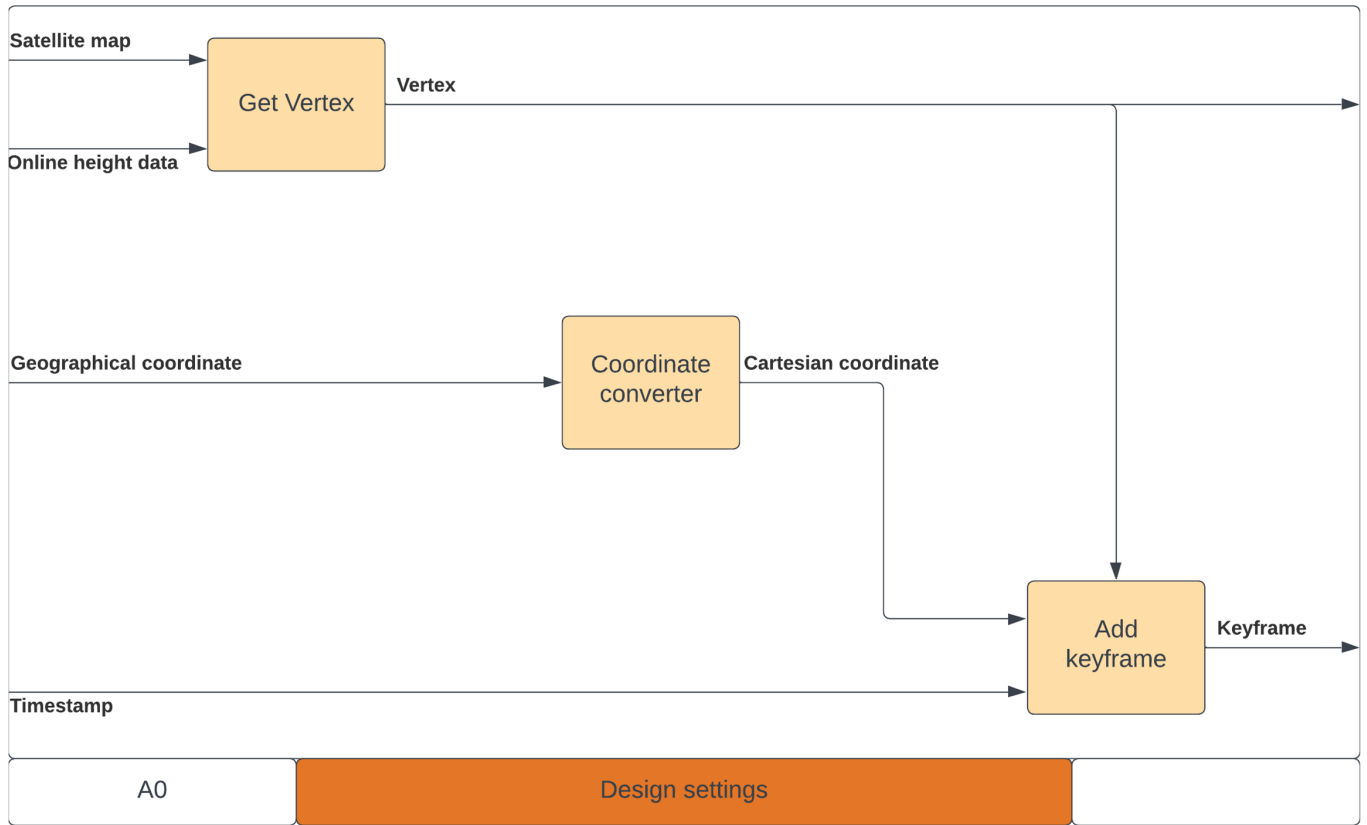 Satellite map
Get Vertex
Vertex
Online height data
Geographical coordinate
Coordinate
converter
Cartesian coordinate
Add
keyframe
Keyframe
Timestamp
A0
Design settings